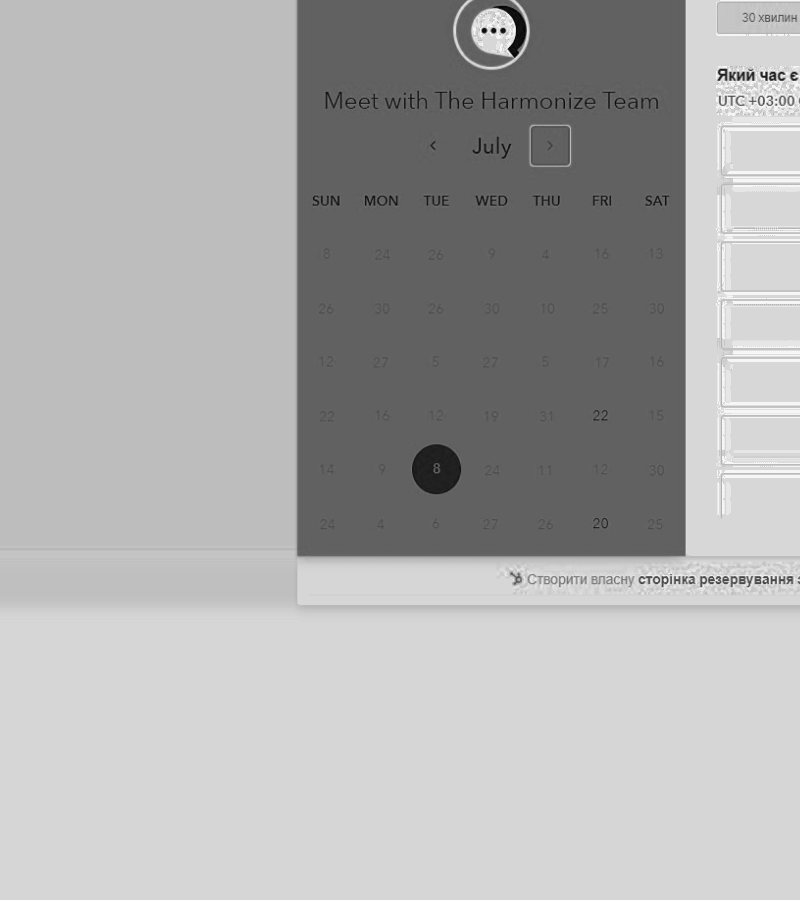 30 хвилин
Meet with The Harmonize Team
Який час є
July
UTC +03:00
SUN MON TUE WED THU FRI SAT
8 24 26 9 4 16 13
26 30 26 30 10 25 30
12 27 5 27 5 17 16
22 16 12 19 31 22 15
14 9 8 24 11 12 30
24 4 6 27 26 20 25
Створити власну сторінка резервування